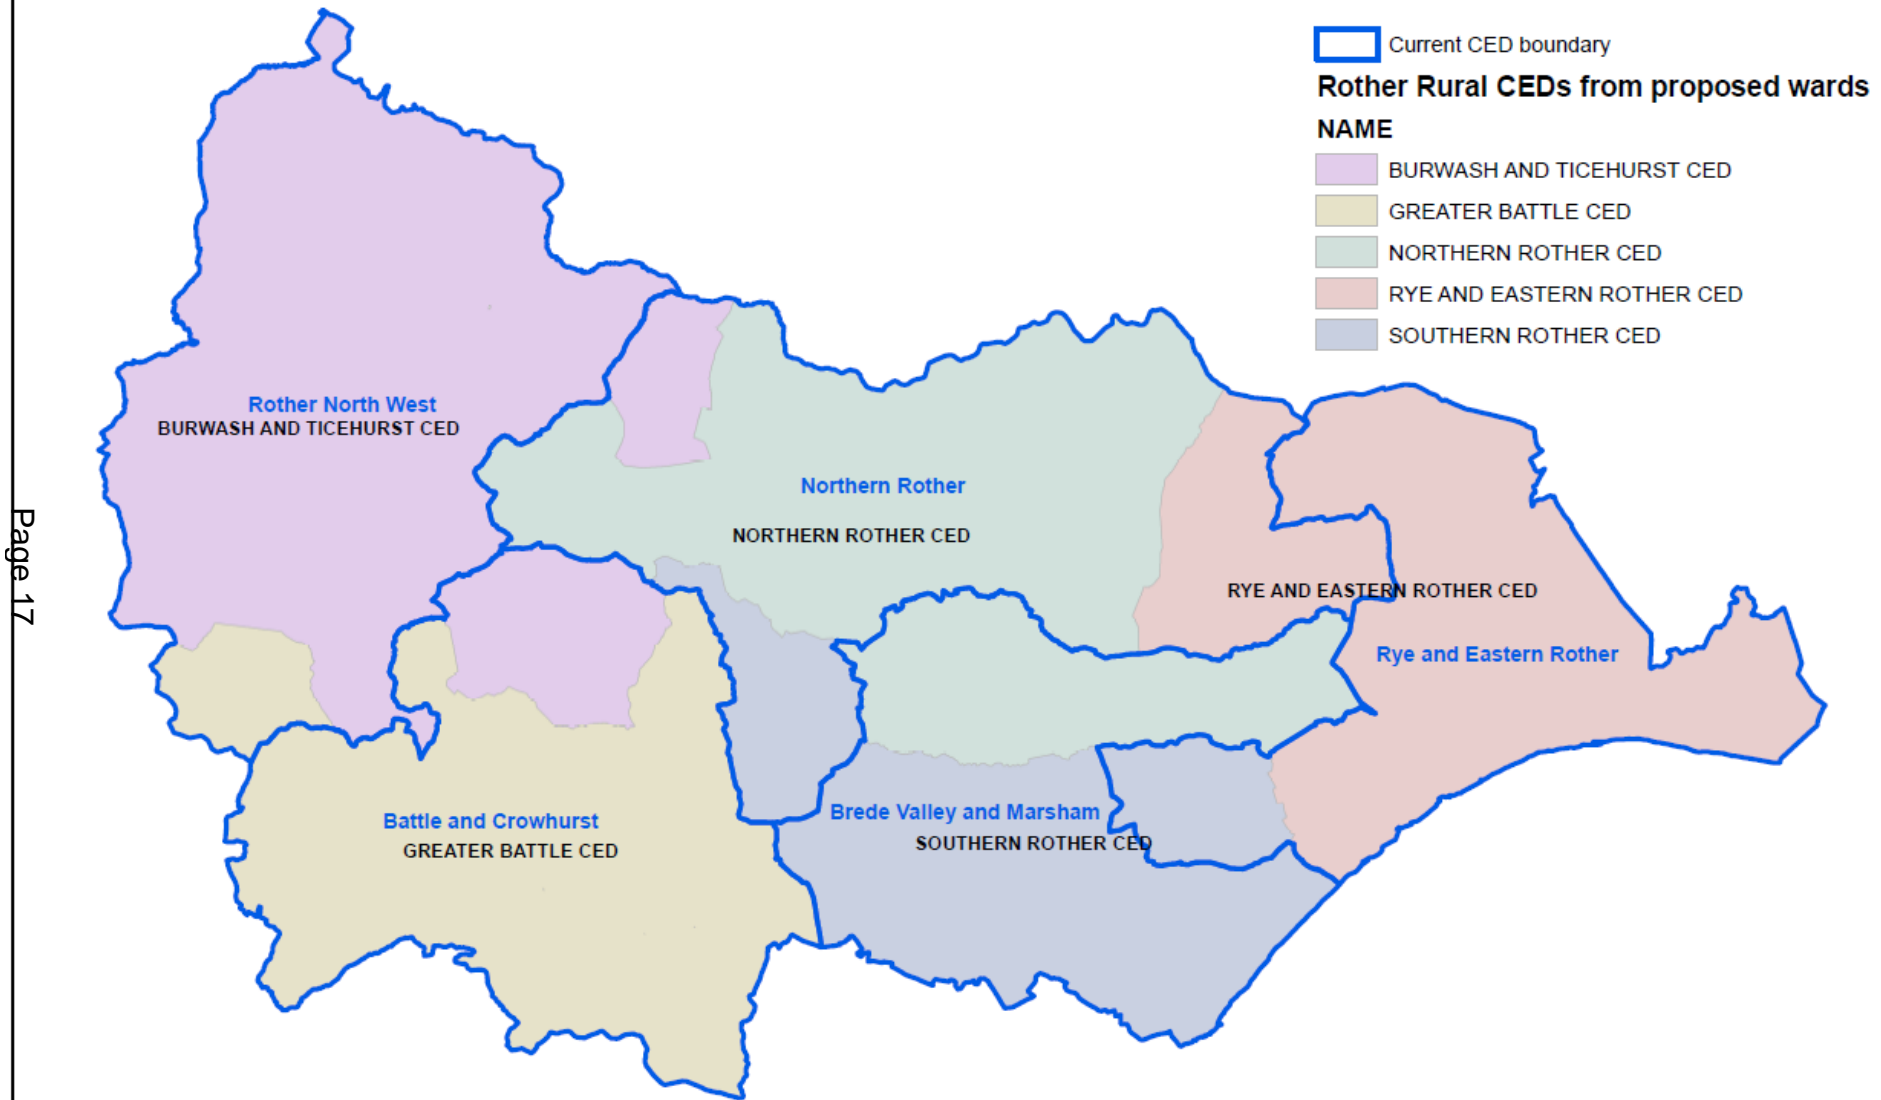 Current CED boundary
Rother Rural CEDs from proposed wards
NAME
BURWASH AND TICEHURST CED
GREATER BATTLE CED
NORTHERN ROTHER CED
RYE AND EASTERN ROTHER CED
SOUTHERN ROTHER CED
Rother North West
BURWASH AND TICEHURST CED
Northern Rother
NORTHERN ROTHER CED
RYE AND EASTERN ROTHER CED
Rye and Eastern Rother
Battle and Crowhurst
GREATER BATTLE CED
Brede Valley and Marsham
SOUTHERN ROTHER CED
Page 17